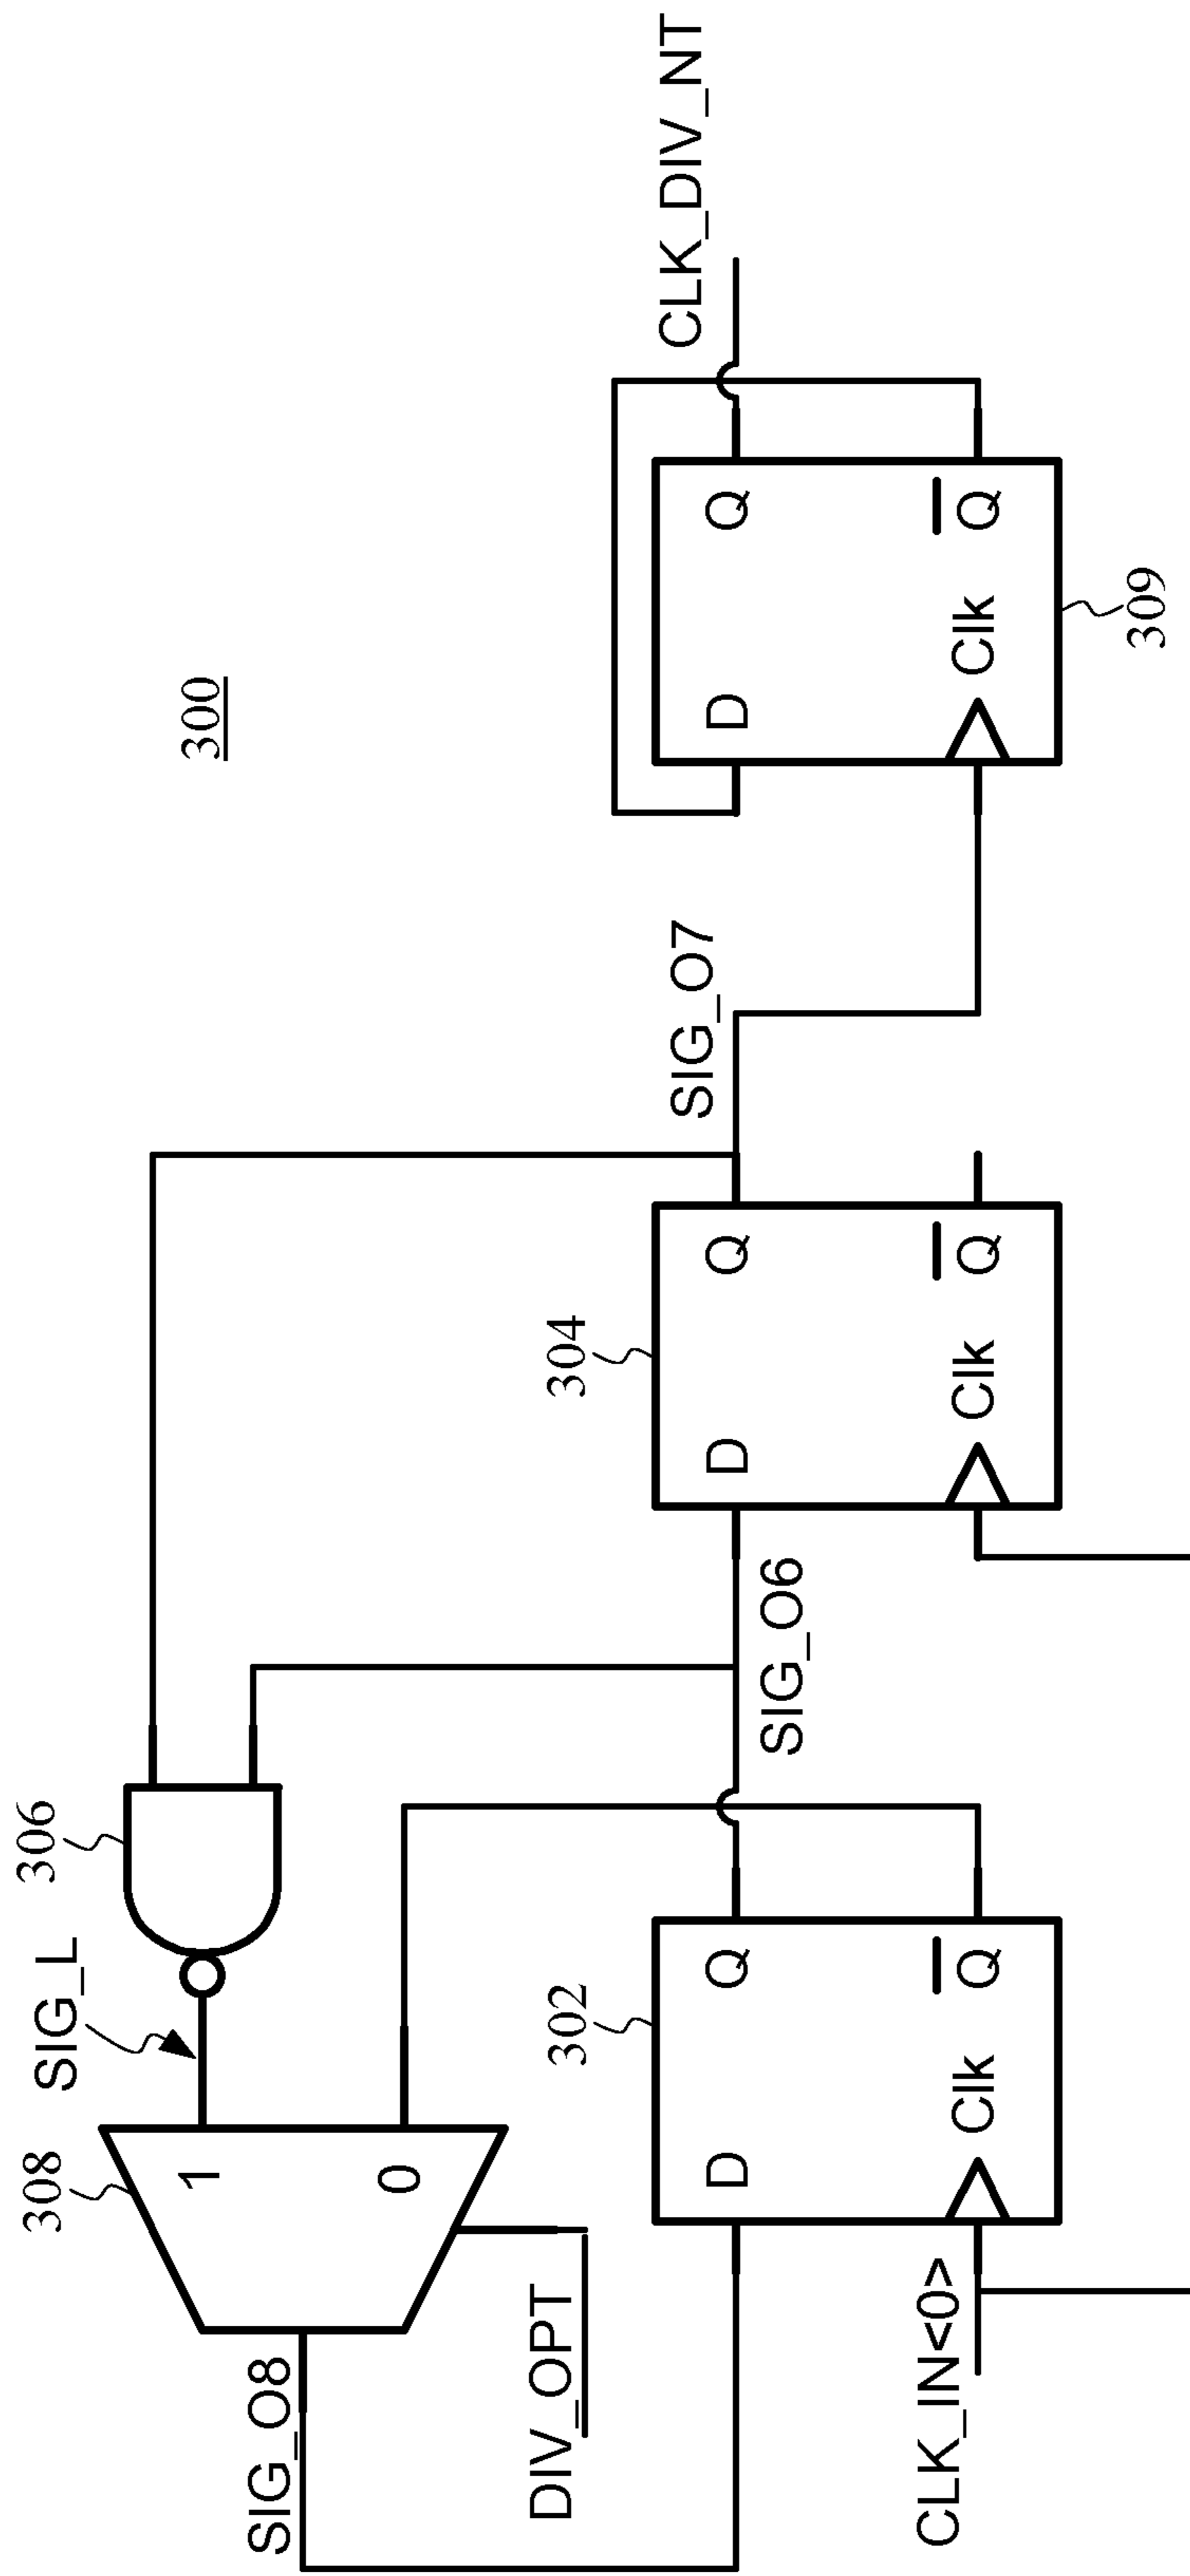 300
308
SIG_L
306
1
0
SIG_O8
DIV_OPT
302
D
Q
Clk
Q
CLK_IN<0>
SIG_O6
304
D
Q
Clk
Q
SIG_O7
D
Q
Clk
Q
309
CLK_DIV_NT